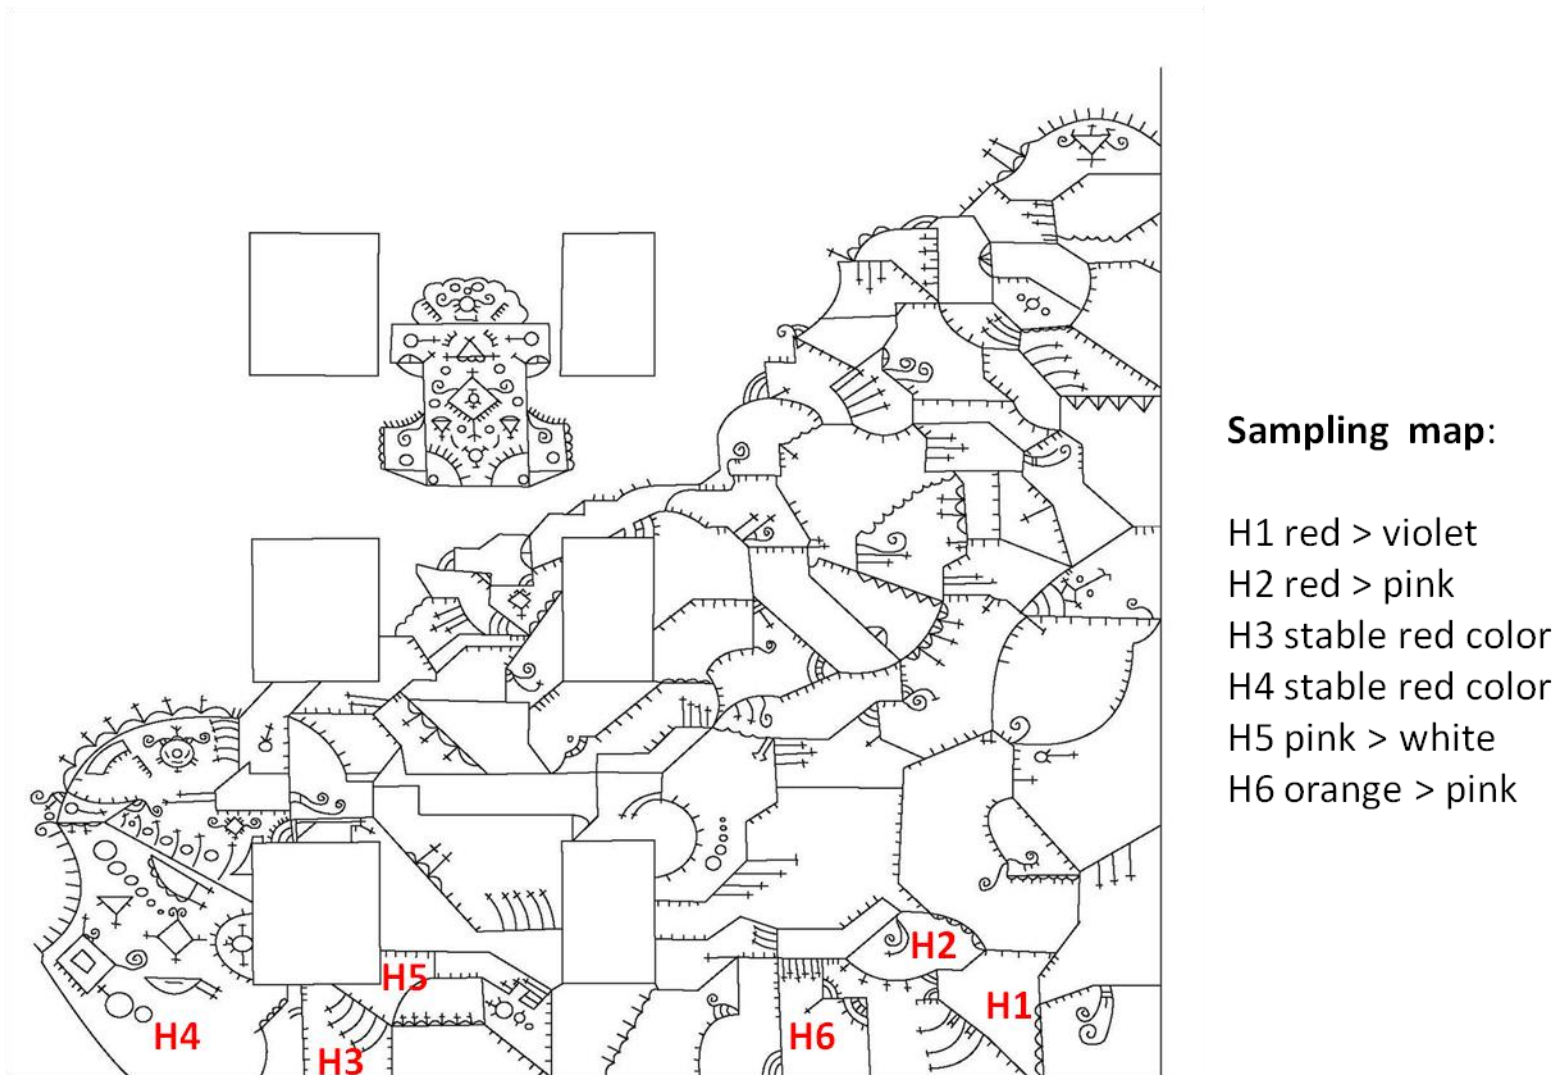 Sampling map:
H1 red > violet
H2 red > pink
H3 stable red color
H4 stable red color
H5 pink > white
H6 orange > pink
H2
H5
H1
H4
H6
H3